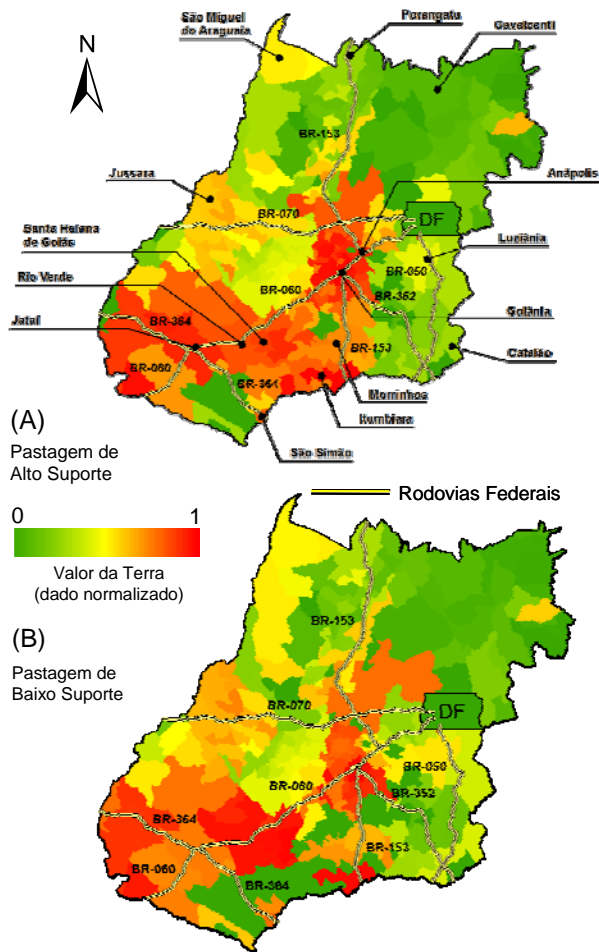 São Miguel
do Araguaia
Porangatu
Cavalcanti
N
BR-153
Jussara
Anápolis
BR-070
Santa Helena
de Goiás
DF
Luziânia
BR-050
Rio Verde
BR-060
BR-352
Goiânia
BR-364
Jataí
BR-153
Catalão
BR-060
BR-364
Morrinhos
(A)
Itumbiara
Pastagem de
Alto Suporte
São Simão
Rodovias Federais
0 1
Valor da Terra
(dado normalizado)
(B)
BR-153
Pastagem de
Baixo Suporte
BR-070
DF
BR-050
BR-060
BR-352
BR-364
BR-153
BR-060
BR-364